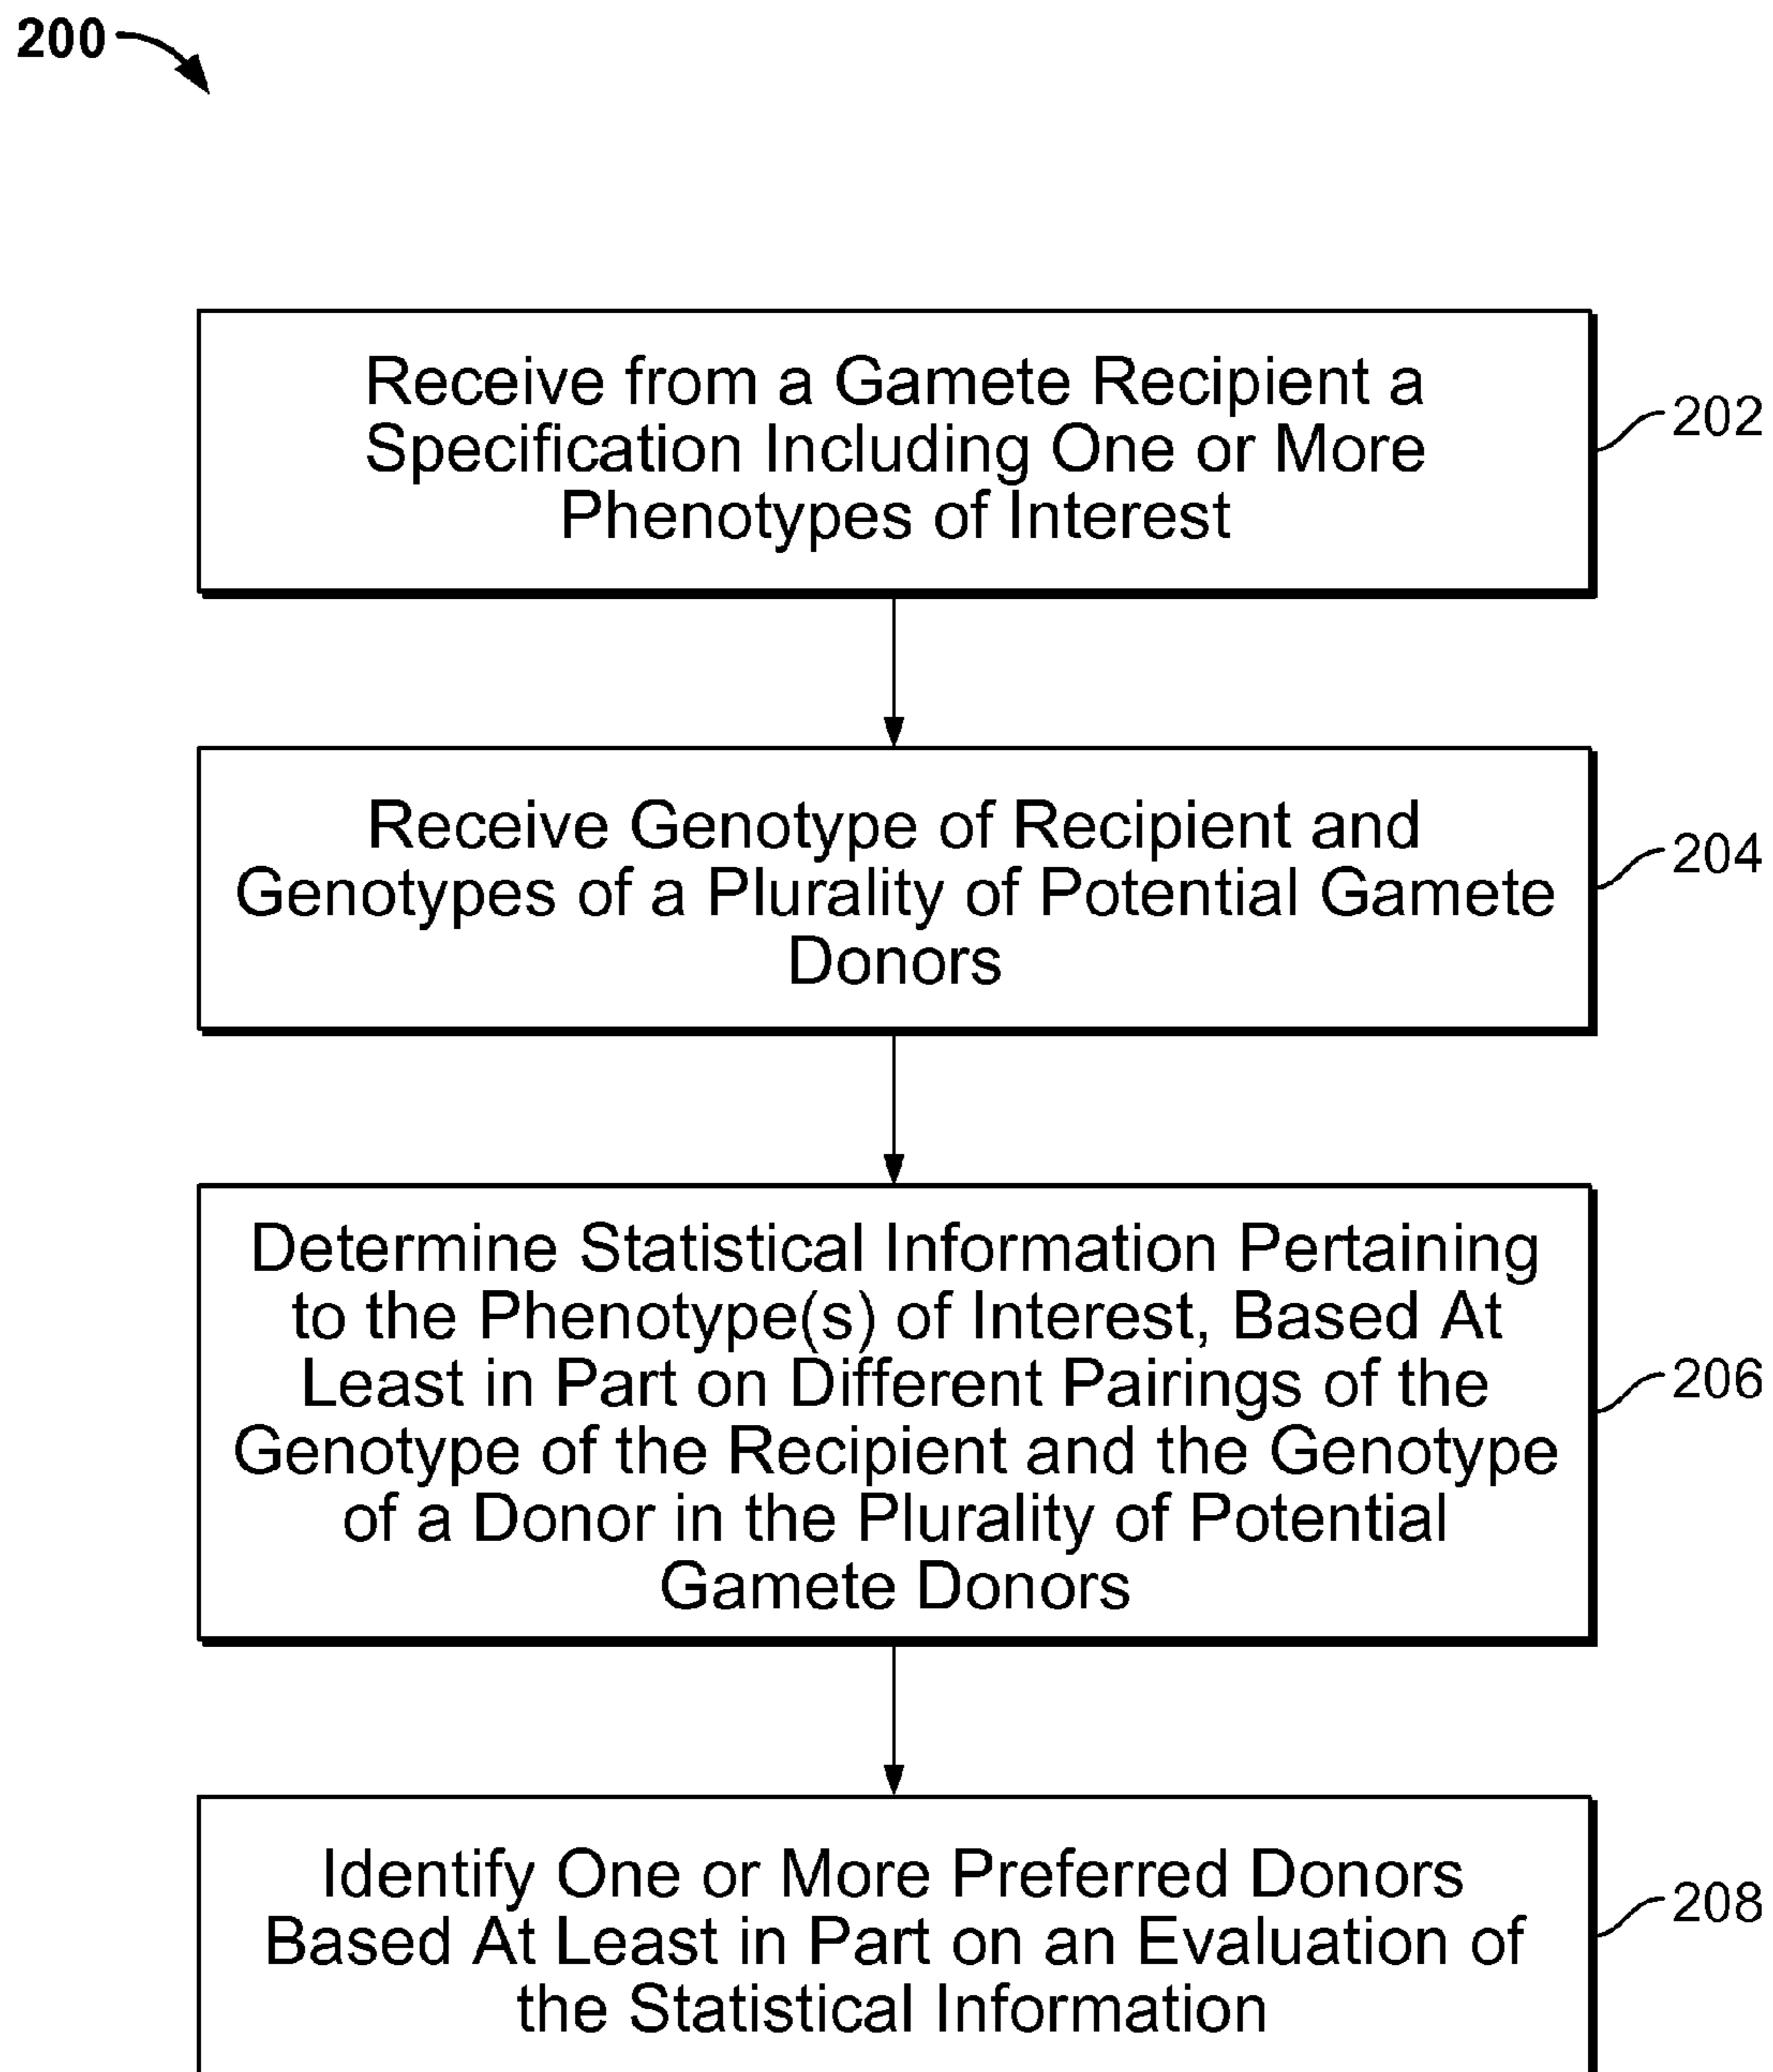 200
Receive from a Gamete Recipient a
Specification Including One or More
Phenotypes of Interest
202
Receive Genotype of Recipient and
Genotypes of a Plurality of Potential Gamete
Donors
204
Determine Statistical Information Pertaining
to the Phenotype(s) of Interest, Based At
Least in Part on Different Pairings of the
Genotype of the Recipient and the Genotype
of a Donor in the Plurality of Potential
Gamete Donors
206
Identify One or More Preferred Donors
Based At Least in Part on an Evaluation of
the Statistical Information
208